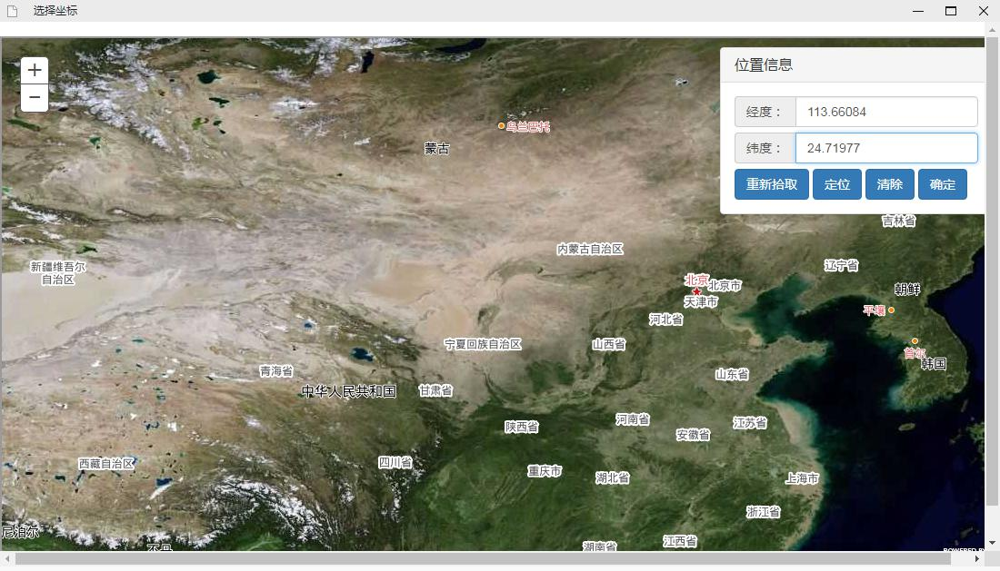 选择坐标
位置信息
经度：
113.66084
纬度：
24.71977
重新拾取
定位
清除
确定
+
−
乌兰巴托
蒙古
吉林省
内蒙古自治区
新疆维吾尔
自治区
辽宁省
北京
北京市
朝鲜
天津市
平壤
河北省
宁夏回族自治区
山西省
首尔
韩国
青海省
山东省
中华人民共和国
甘肃省
河南省
江苏省
陕西省
安徽省
西藏自治区
四川省
重庆市
湖北省
上海市
浙江省
尼泊尔
江西省
湖南省
不丹
POWERED BY